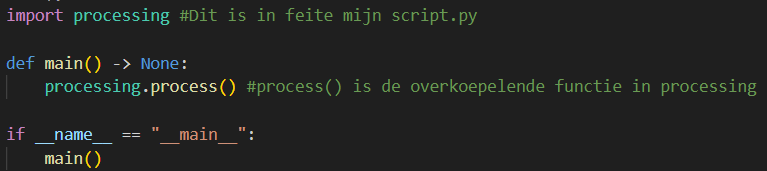 import processing #Dit is in feite mijn script.py
def main() -> None:
    processing.process() #process() is de overkoepelende functie in processing
if __name__ == "__main__":
    main()